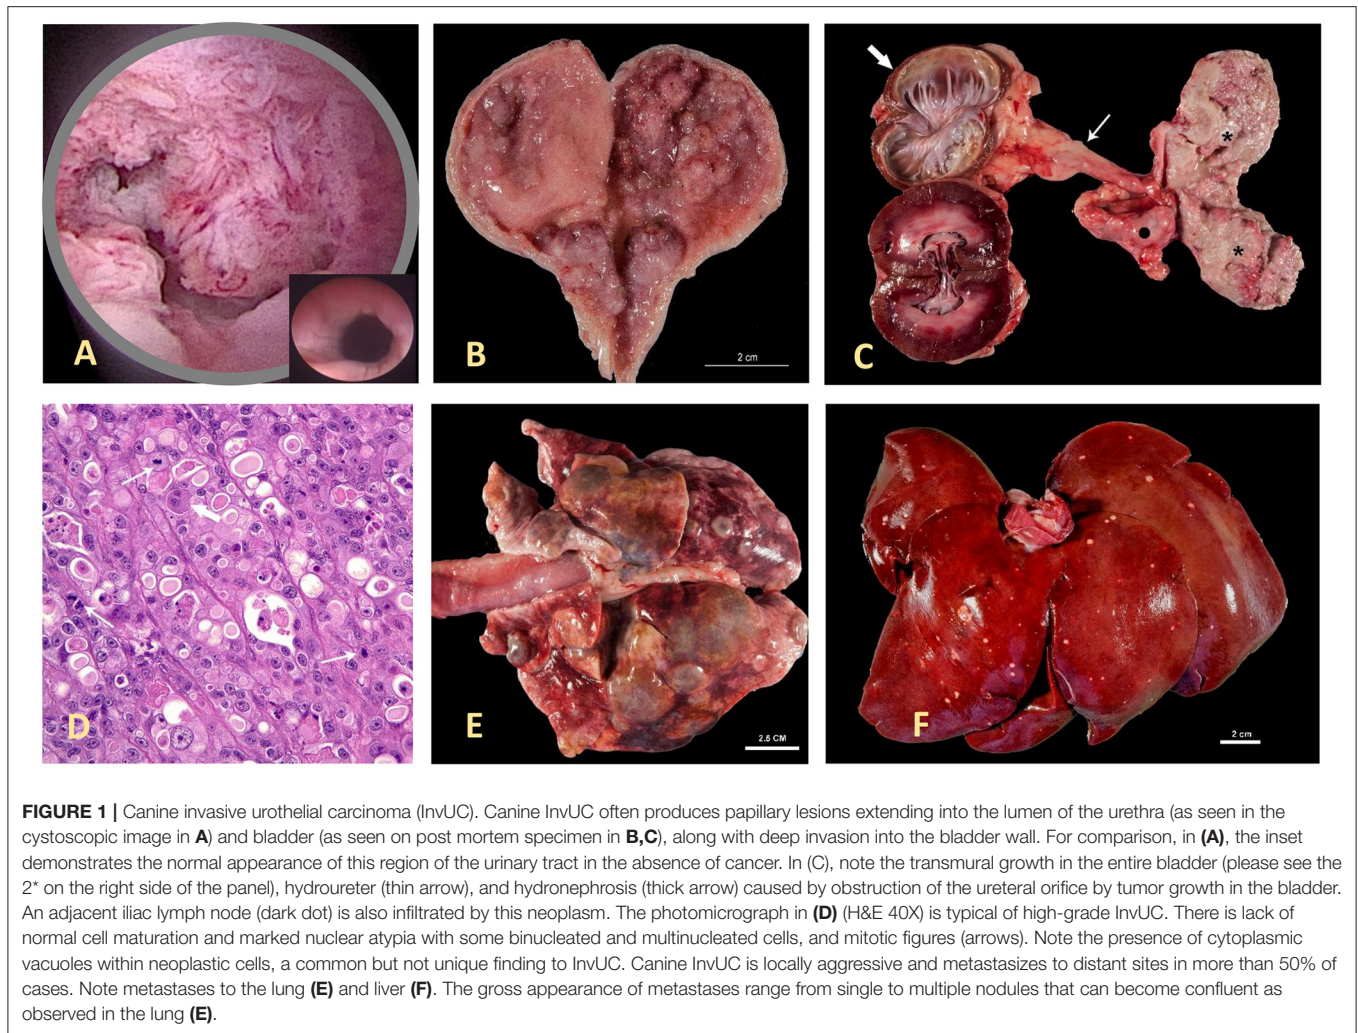 A
B
2 cm
C
*
*
D
E
2.5 CM
F
2 cm
FIGURE 1 | Canine invasive urothelial carcinoma (InvUC). Canine InvUC often produces papillary lesions extending into the lumen of the urethra (as seen in the
cystoscopic image in A) and bladder (as seen on post mortem specimen in B,C), along with deep invasion into the bladder wall. For comparison, in (A), the inset
demonstrates the normal appearance of this region of the urinary tract in the absence of cancer. In (C), note the transmural growth in the entire bladder (please see the
2* on the right side of the panel), hydroureter (thin arrow), and hydronephrosis (thick arrow) caused by obstruction of the ureteral orifice by tumor growth in the bladder.
An adjacent iliac lymph node (dark dot) is also infiltrated by this neoplasm. The photomicrograph in (D) (H&E 40X) is typical of high-grade InvUC. There is lack of
normal cell maturation and marked nuclear atypia with some binucleated and multinucleated cells, and mitotic figures (arrows). Note the presence of cytoplasmic
vacuoles within neoplastic cells, a common but not unique finding to InvUC. Canine InvUC is locally aggressive and metastasizes to distant sites in more than 50% of
cases. Note metastases to the lung (E) and liver (F). The gross appearance of metastases range from single to multiple nodules that can become confluent as
observed in the lung (E).